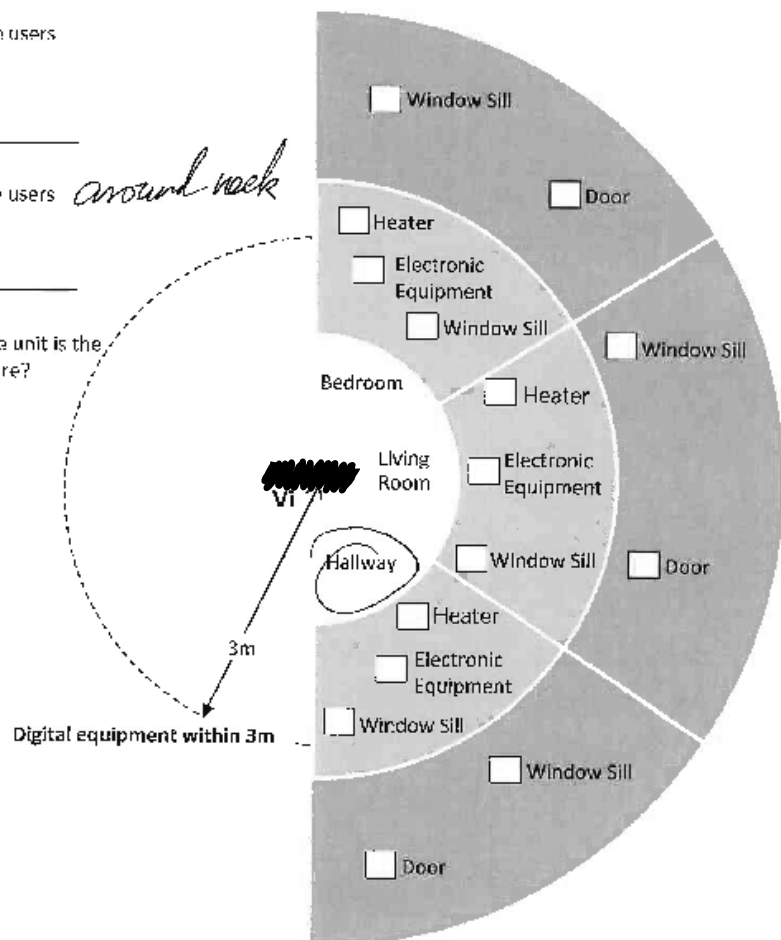 users
Window Sill
users around neck
Door
Heater
Electronic
Equipment
Window Sill
e unit is the
re?
Window Sill
Bedroom
Heater
Living
Room
Electronic
Equipment
Vi
Hallway
Window Sill
Door
Heater
3m
Electronic
Equipment
Window Sill
Digital equipment within 3m
Window Sill
Door